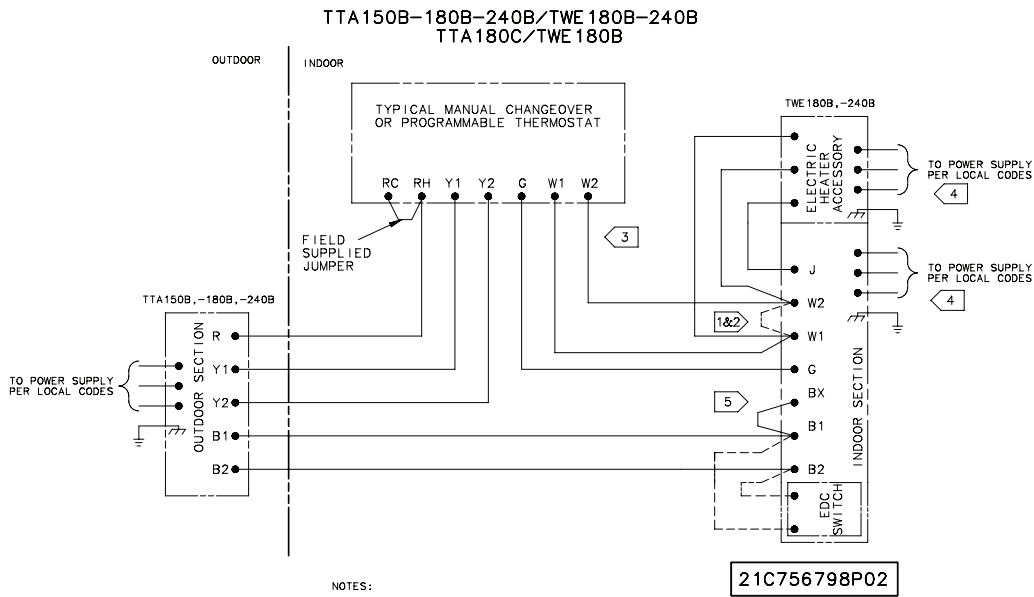 TTA150B-180B-240B/TWE180B-240B
TTA180C/TWE180B
OUTDOOR
INDOOR
TYPICAL MANUAL CHANGEOVER
OR PROGRAMMABLE THERMOSTAT
RC RH Y1 Y2 G W1 W2
FIELD
SUPPLIED
JUMPER
3
TWE180B,-240B
ELECTRIC
HEATER
ACCESSORY
TO POWER SUPPLY
PER LOCAL CODES
4
TO POWER SUPPLY
PER LOCAL CODES
4
J
W2
1&2
W1
G
BX
5
B1
B2
INDOOR SECTION
EDC
SWITCH
TTA150B,-180B,-240B
OUTDOOR SECTION
R
Y1
Y2
B1
B2
TO POWER SUPPLY
PER LOCAL CODES
21C756798P02
NOTES: